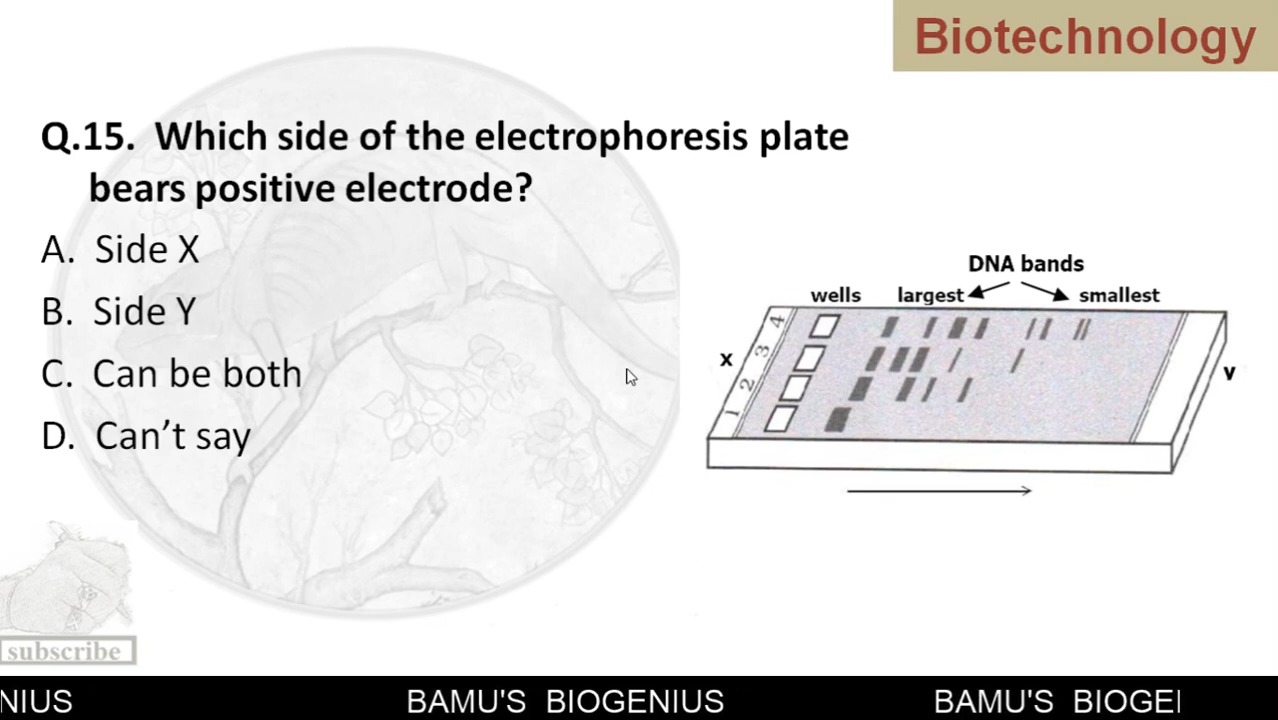 Biotechnology
Q.15. Which side of the electrophoresis plate
bears positive electrode?
A. Side X
B. Side Y
C. Can be both
D. Can't say
DNA bands
wells largest smallest
4
3
X
2
1
Y
subscribe
NIUS BAMU'S BIOGENIUS BAMU'S BIOGEI